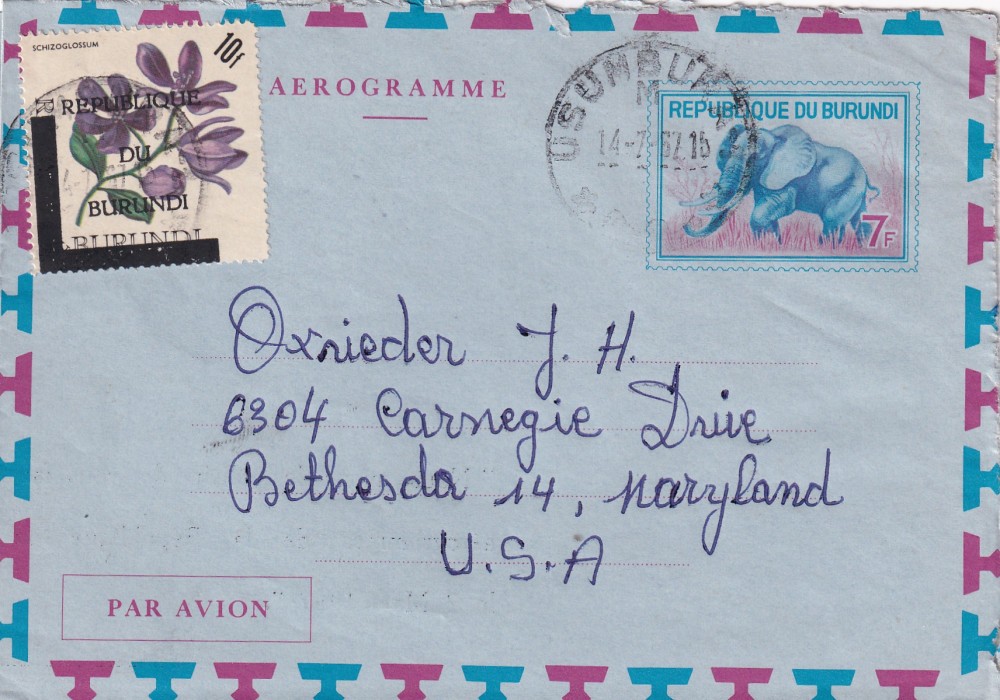 SCHIZOGLOSSUM
10f
REPUBLIQUE
DU
BURUNDI
BURUNDI
AEROGRAMME
USUMBURA
M
14-7-67.15
REPUBLIQUE DU BURUNDI
7F
Oxrieder J. H.
6304 Carnegie Drive
Bethesda 14, Maryland
U.S.A
PAR AVION